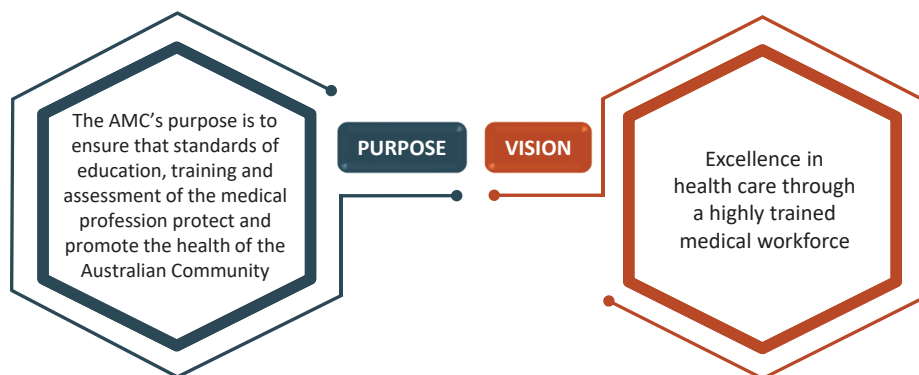 The AMC's purpose is to
ensure that standards of
education, training and
assessment of the medical
profession protect and
promote the health of the
Australian Community
PURPOSE
VISION
Excellence in
health care through
a highly trained
medical workforce